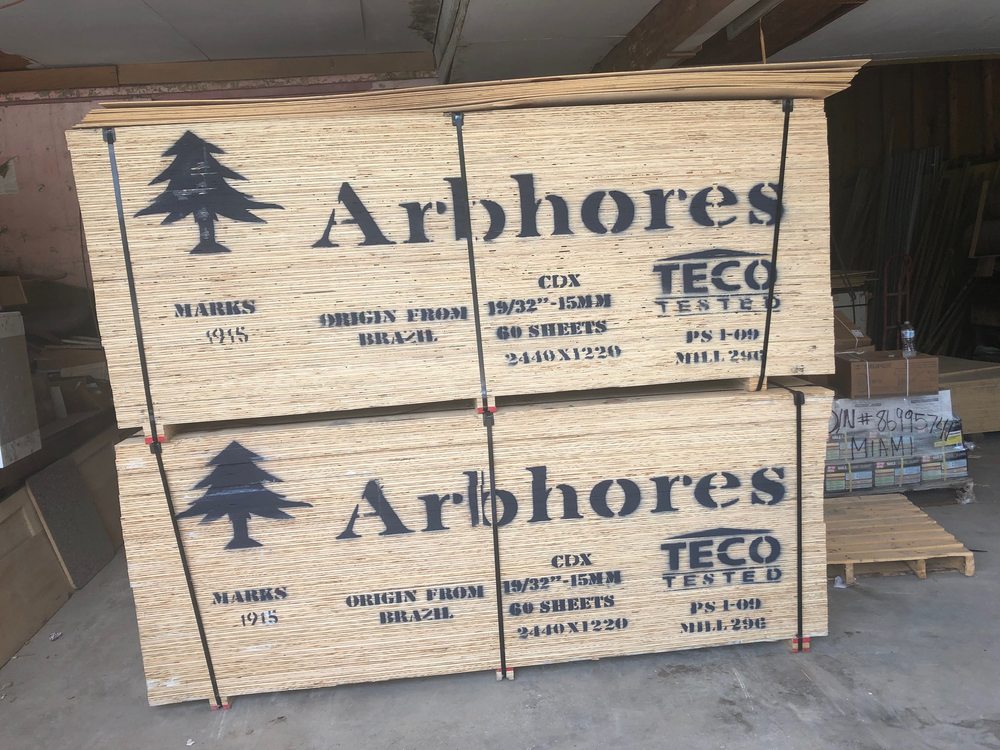 Arbhores
MARKS
1915
ORIGIN FROM
BRAZIL
CDX
19/32"-15MM
60 SHEETS
2440X1220
TECO
TESTED
PS 1-09
MILL 296
Arbhores
MARKS
1915
ORIGIN FROM
BRAZIL
CDX
19/32"-15MM
60 SHEETS
2440X1220
TECO
TESTED
PS 1-09
MILL 296
MIAMI